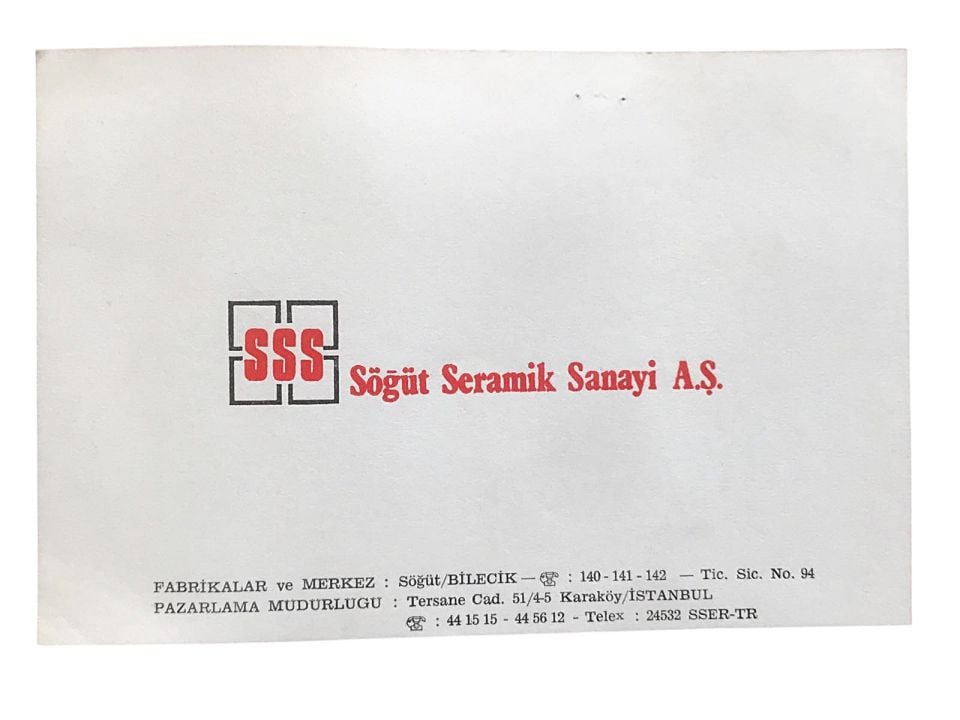 SSS
Söğüt Seramik Sanayi A.Ş.
FABRİKALAR ve MERKEZ : Söğüt/BİLECİK — ☏ : 140 - 141 - 142 — Tic. Sic. No. 94
PAZARLAMA MUDURLUGU : Tersane Cad. 51/4-5 Karaköy/İSTANBUL
☏ : 44 15 15 - 44 56 12 - Telex : 24532 SSER-TR